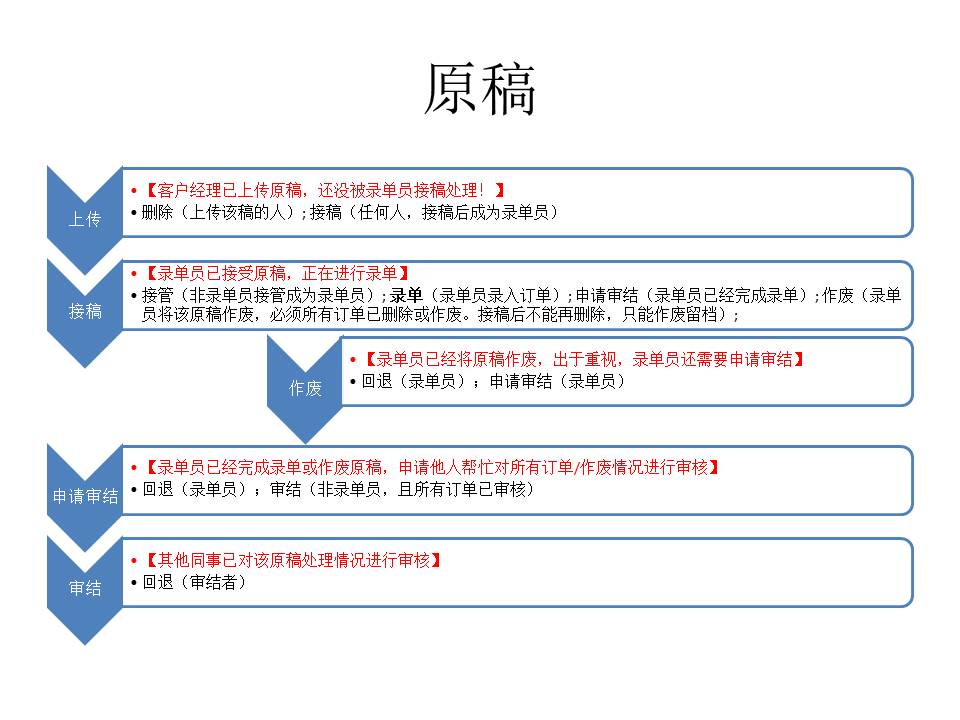 原稿
上传
•【客户经理已上传原稿，还没被录单员接稿处理！】
•删除（上传该稿的人）;接稿（任何人，接稿后成为录单员）
接稿
•【录单员已接受原稿，正在进行录单】
•接管（非录单员接管成为录单员）;录单（录单员录入订单）;申请审结（录单员已经完成录单）;作废（录单
员将该原稿作废，必须所有订单已删除或作废。接稿后不能再删除，只能作废留档）;
作废
•【录单员已经将原稿作废，出于重视，录单员还需要申请审结】
•回退（录单员）；申请审结（录单员）
申请审结
•【录单员已经完成录单或作废原稿，申请他人帮忙对所有订单/作废情况进行审核】
•回退（录单员）；审结（非录单员，且所有订单已审核）
审结
•【其他同事已对该原稿处理情况进行审核】
•回退（审结者）